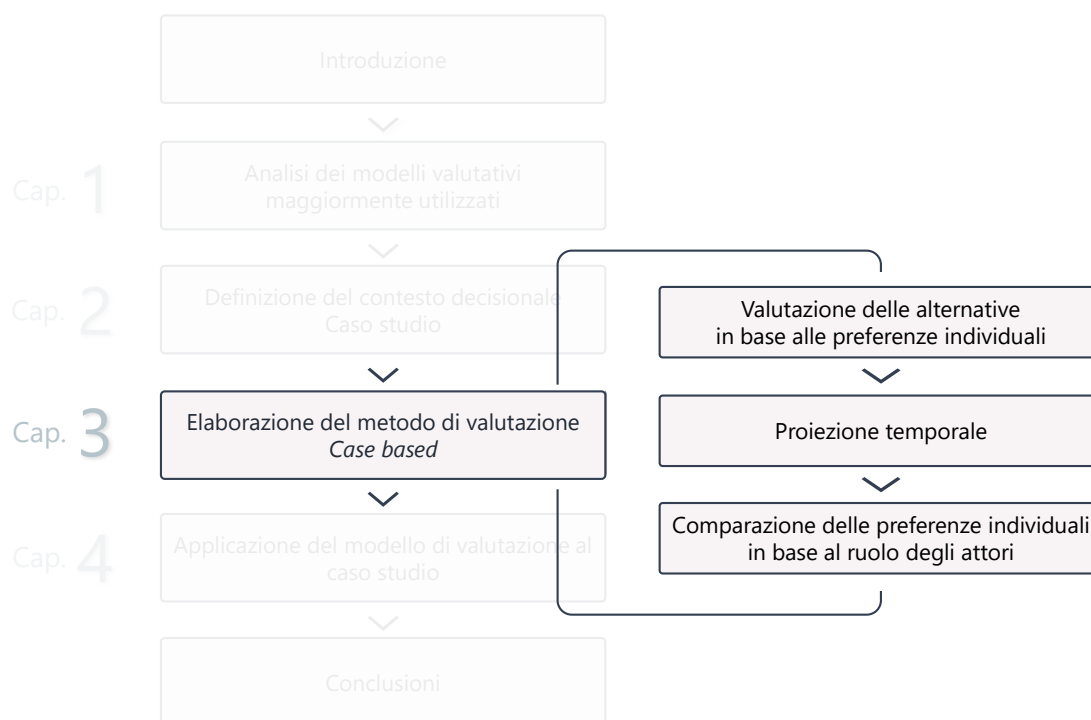 Introduzione
Cap. 1
Analisi dei modelli valutativi
maggiormente utilizzati
Cap. 2
Definizione del contesto decisionale
Caso studio
Cap. 3
Elaborazione del metodo di valutazione
Case based
Cap. 4
Applicazione del modello di valutazione al
caso studio
Conclusioni
Valutazione delle alternative
in base alle preferenze individuali
Proiezione temporale
Comparazione delle preferenze individuali
in base al ruolo degli attori